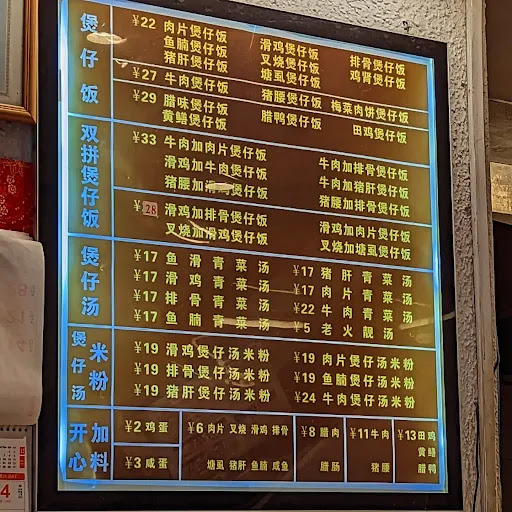 煲仔饭
¥22 肉片煲仔饭 滑鸡煲仔饭 排骨煲仔饭
鱼腩煲仔饭 叉烧煲仔饭 鸡肾煲仔饭
猪肝煲仔饭 塘虱煲仔饭
¥27 牛肉煲仔饭 猪腰煲仔饭 梅菜肉饼煲仔饭
¥29 腊味煲仔饭 腊鸭煲仔饭 田鸡煲仔饭
黄鳝煲仔饭
双拼煲仔饭
¥33 牛肉加肉片煲仔饭 牛肉加排骨煲仔饭
滑鸡加牛肉煲仔饭 牛肉加猪肝煲仔饭
猪腰加滑鸡煲仔饭 猪腰加排骨煲仔饭
¥28 滑鸡加排骨煲仔饭 滑鸡加肉片煲仔饭
叉烧加滑鸡煲仔饭 叉烧加塘虱煲仔饭
煲仔汤
¥17 鱼滑青菜汤 ¥17 猪肝青菜汤
¥17 滑鸡青菜汤 ¥17 肉片青菜汤
¥17 排骨青菜汤 ¥22 牛肉青菜汤
¥17 鱼腩青菜汤 ¥5 老火靓汤
煲仔汤米粉
¥19 滑鸡煲仔汤米粉 ¥19 肉片煲仔汤米粉
¥19 排骨煲仔汤米粉 ¥19 鱼腩煲仔汤米粉
¥19 猪肝煲仔汤米粉 ¥24 牛肉煲仔汤米粉
开心加料
¥2 鸡蛋 ¥6 肉片 叉烧 滑鸡 排骨 ¥8 腊肉 ¥11 牛肉 ¥13 田鸡
黄鳝
¥3 咸蛋 塘虱 猪肝 鱼腩 咸鱼 腊肠 猪腰 腊鸭
4